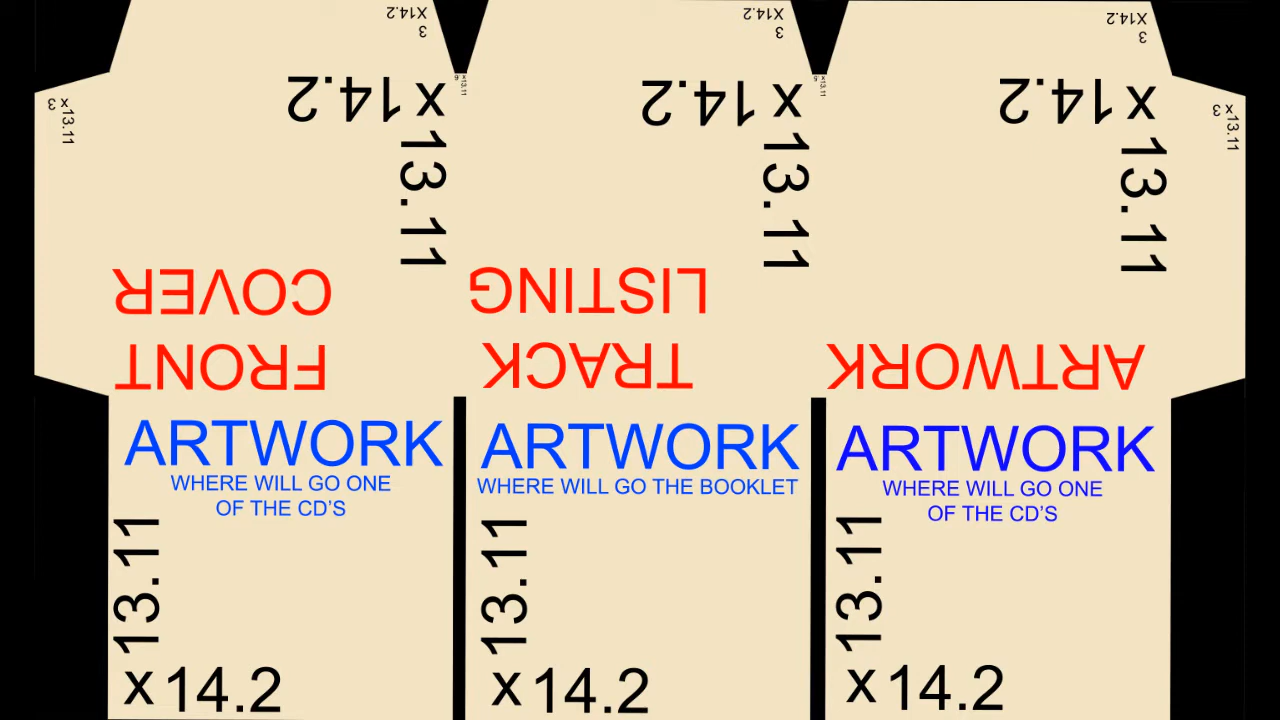 X14.2
3
X14.2
3
X14.2
3
x14.2
x14.2
x14.2
x13.11
3
x13.11
x13.11
x13.11
3
13.11
13.11
13.11
COVER
LISTING
FRONT
TRACK
ARTWORK
ARTWORK
ARTWORK
ARTWORK
WHERE WILL GO ONE
OF THE CD'S
WHERE WILL GO THE BOOKLET
WHERE WILL GO ONE
OF THE CD'S
13.11
13.11
13.11
x14.2
x14.2
x14.2